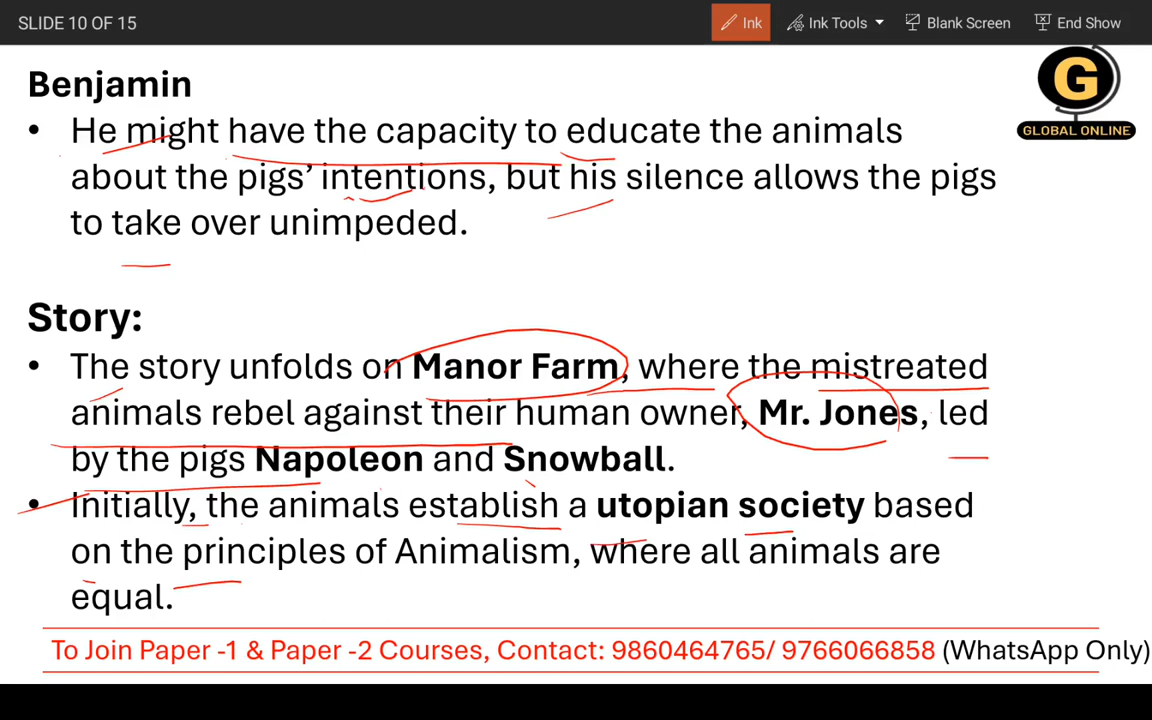 SLIDE 10 OF 15
Ink
Ink Tools
Blank Screen
End Show
G
GLOBAL ONLINE
Benjamin
• He might have the capacity to educate the animals
about the pigs’ intentions, but his silence allows the pigs
to take over unimpeded.
Story:
• The story unfolds on Manor Farm, where the mistreated
animals rebel against their human owner, Mr. Jones, led
by the pigs Napoleon and Snowball.
• Initially, the animals establish a utopian society based
on the principles of Animalism, where all animals are
equal.
To Join Paper -1 & Paper -2 Courses, Contact: 9860464765/ 9766066858 (WhatsApp Only)